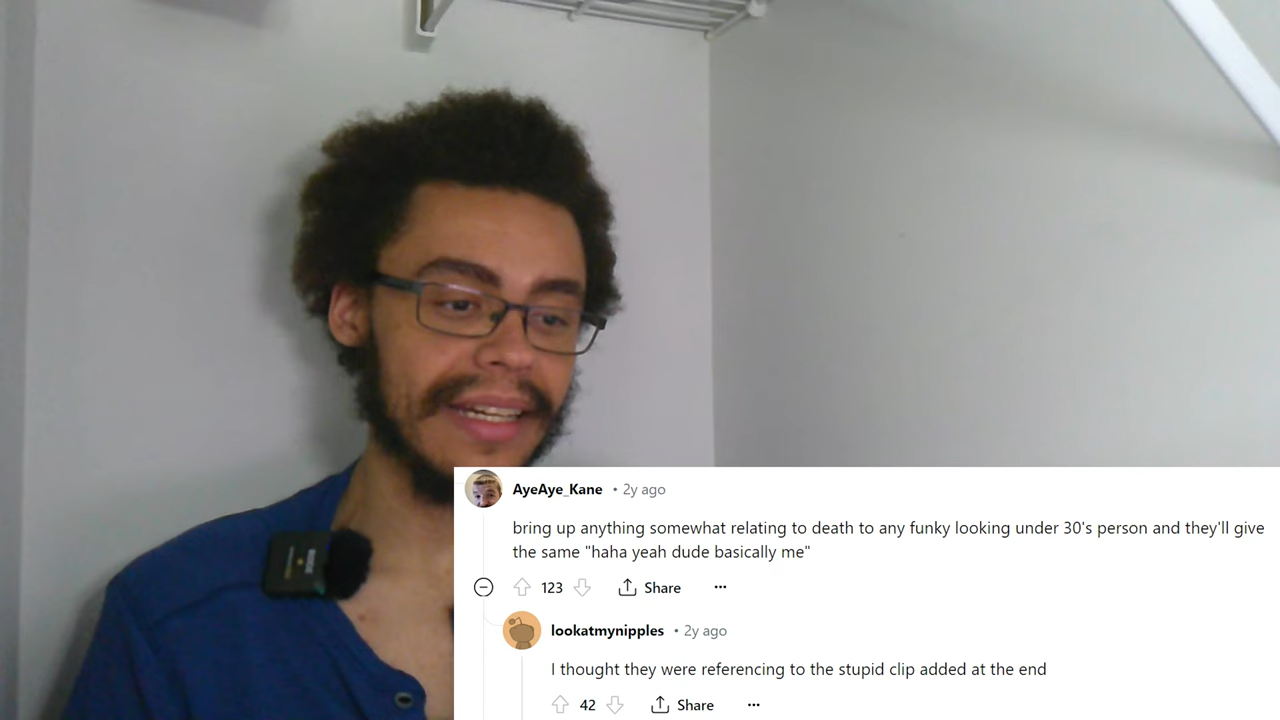 AyeAye_Kane • 2y ago
bring up anything somewhat relating to death to any funky looking under 30's person and they'll give
the same "haha yeah dude basically me"
123 Share ···
lookatmynipples • 2y ago
I thought they were referencing to the stupid clip added at the end
42 Share ···